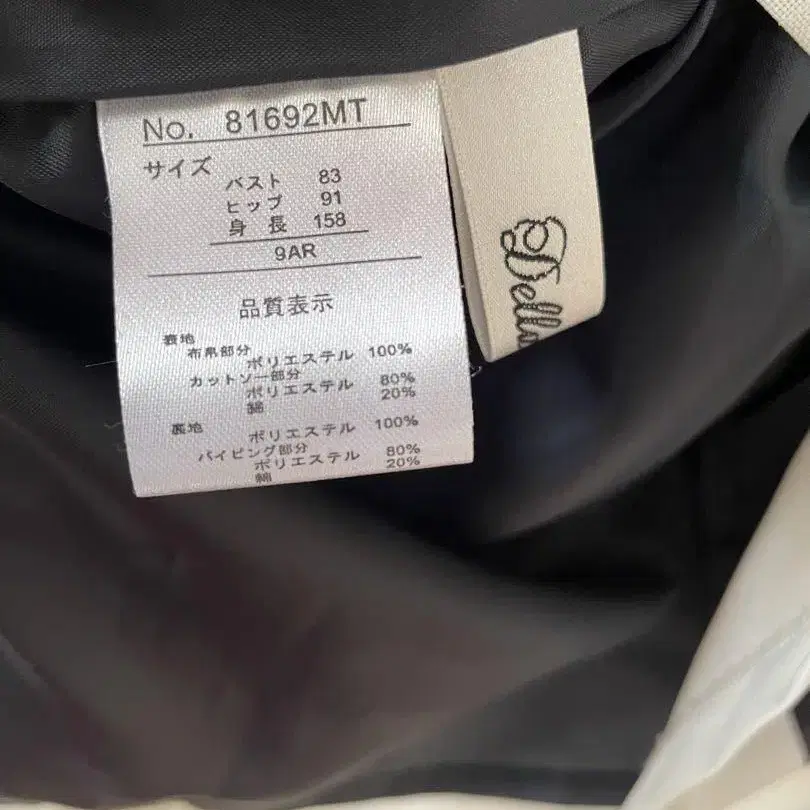 No. 81692MT
サイズ
バスト 83
ヒップ 91
身長 158
9AR
品質表示
表地
布帛部分
ポリエステル 100%
カットソー部分
ポリエステル 80%
綿 20%
裏地
ポリエステル 100%
パイピング部分
ポリエステル 80%
綿 20%